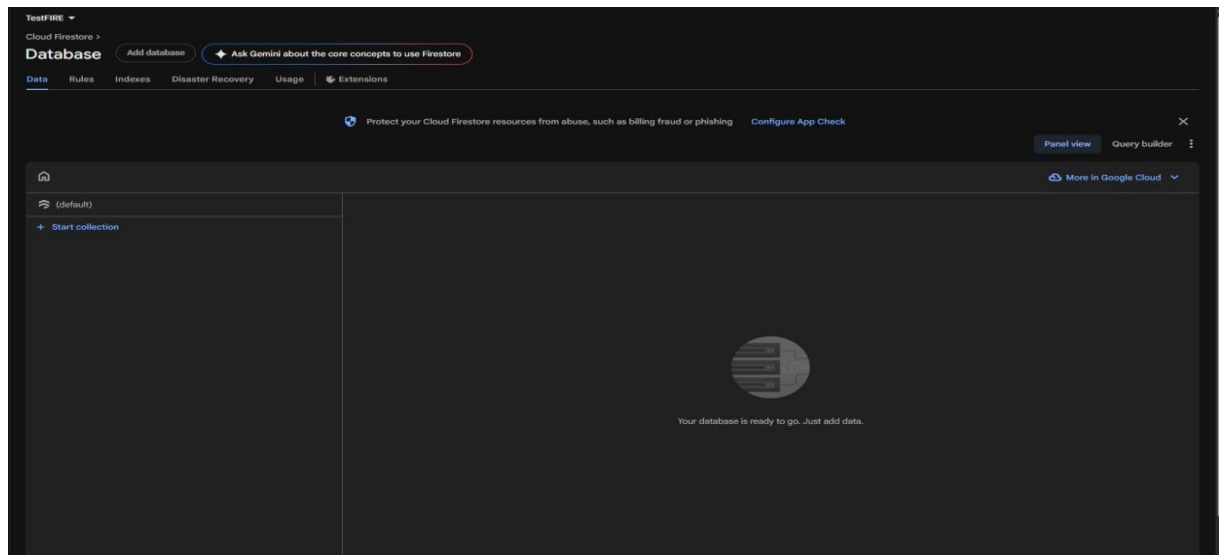 TestFIRE
Cloud Firestore >
Database Add database Ask Gemini about the core concepts to use Firestore
Data Rules Indexes Disaster Recovery Usage Extensions
Protect your Cloud Firestore resources from abuse, such as billing fraud or phishing Configure App Check
Panel view Query builder
More in Google Cloud
(default)
+ Start collection
Your database is ready to go. Just add data.